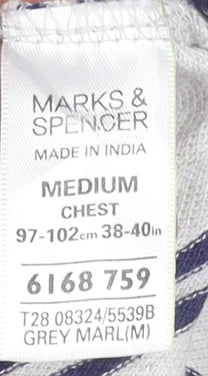 MARKS &
SPENCER
MADE IN INDIA
MEDIUM
CHEST
97-102cm 38-40in
6168 759
T28 08324/5539B
GREY MARL(M)